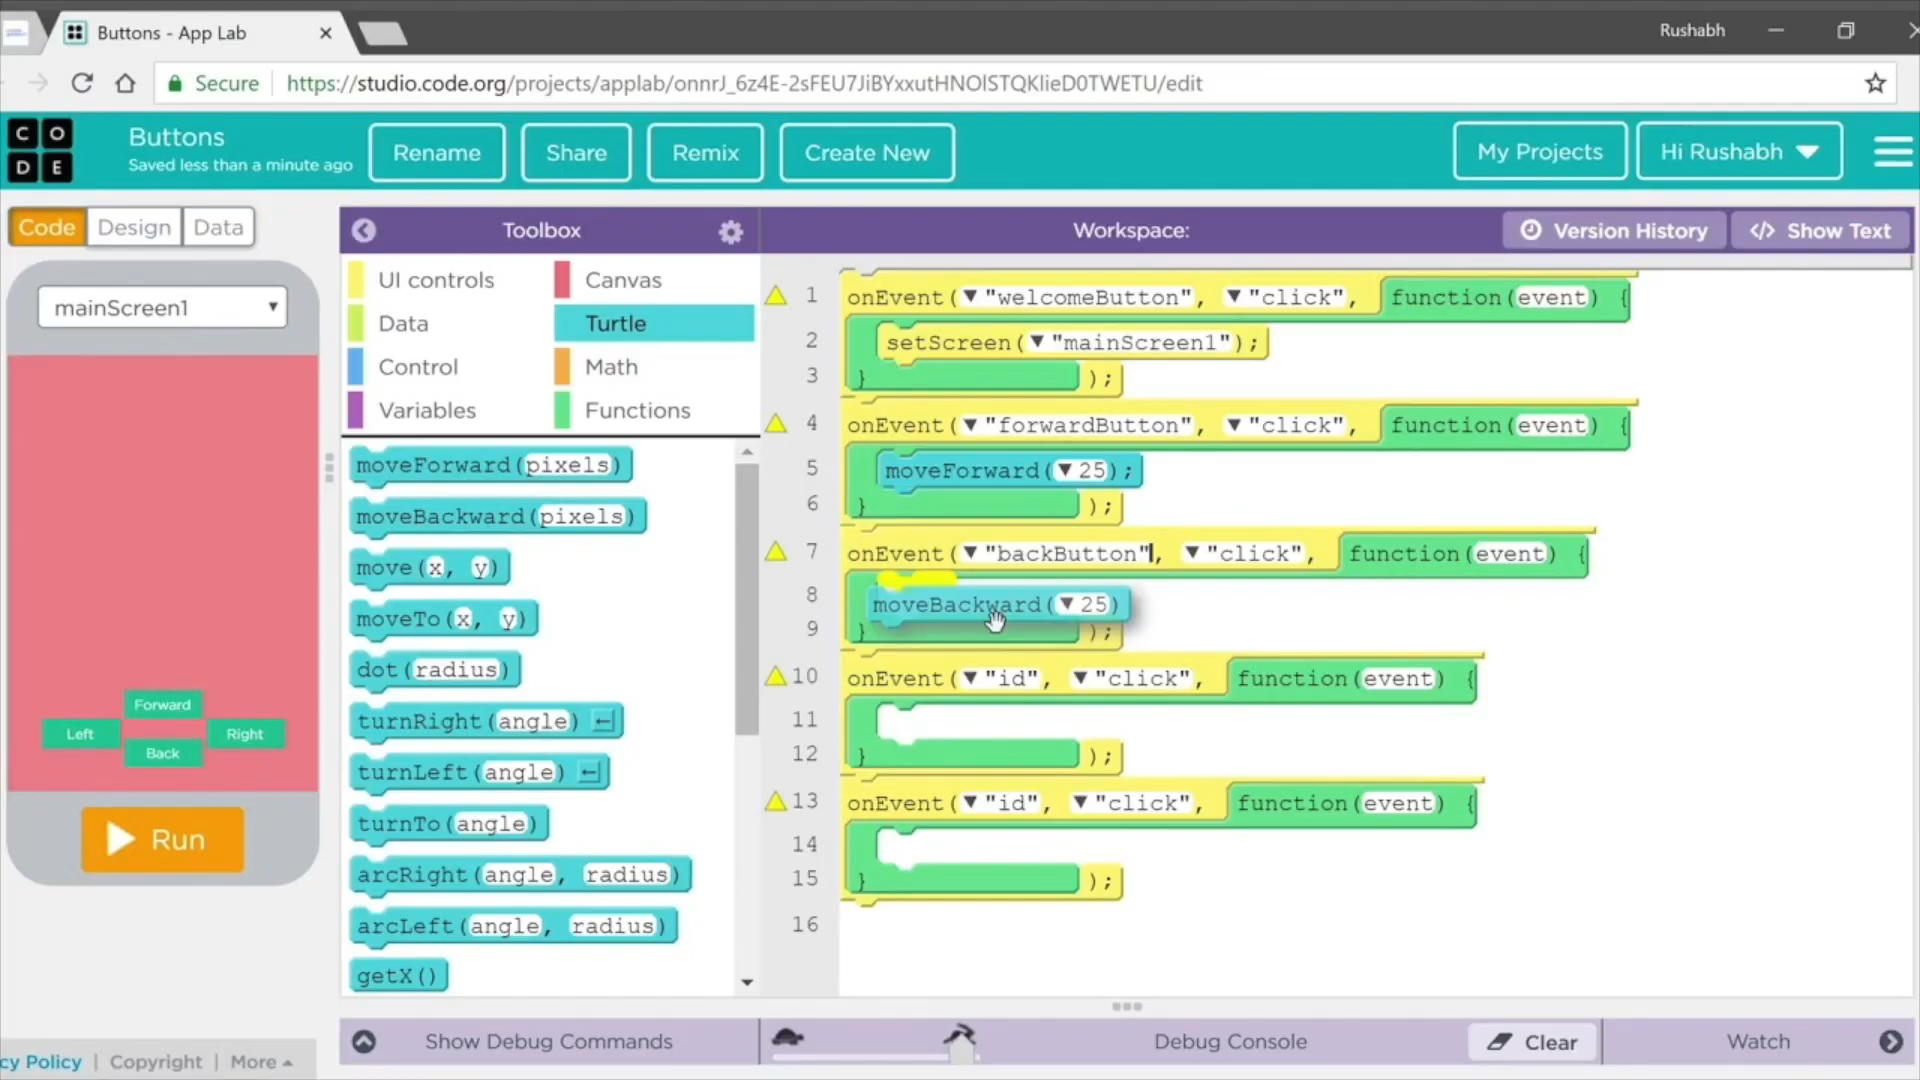 Buttons - App Lab
Rushabh
Secure
https://studio.code.org/projects/applab/onnrJ_6z4E-2sFEU7JiBYxxutHNOlSTQKlieD0TWETU/edit
CODE
Buttons
Saved less than a minute ago
Rename
Share
Remix
Create New
My Projects
Hi Rushabh
Code
Design
Data
Toolbox
Workspace:
Version History
</> Show Text
mainScreen1
UI controls
Canvas
Data
Turtle
Control
Math
Variables
Functions
moveForward(pixels)
moveBackward(pixels)
move(x, y)
moveTo(x, y)
dot(radius)
turnRight(angle)
turnLeft(angle)
turnTo(angle)
arcRight(angle, radius)
arcLeft(angle, radius)
getX()
1 onEvent("welcomeButton", "click", function(event) {
2 setScreen("mainScreen1");
3 } );
4 onEvent("forwardButton", "click", function(event) {
5 moveForward(25);
6 } );
7 onEvent("backButton", "click", function(event) {
8 moveBackward(25)
9 } );
10 onEvent("id", "click", function(event) {
11
12 } );
13 onEvent("id", "click", function(event) {
14
15 } );
16
Forward
Left
Right
Back
Run
Show Debug Commands
Debug Console
Clear
Watch
cy Policy | Copyright | More